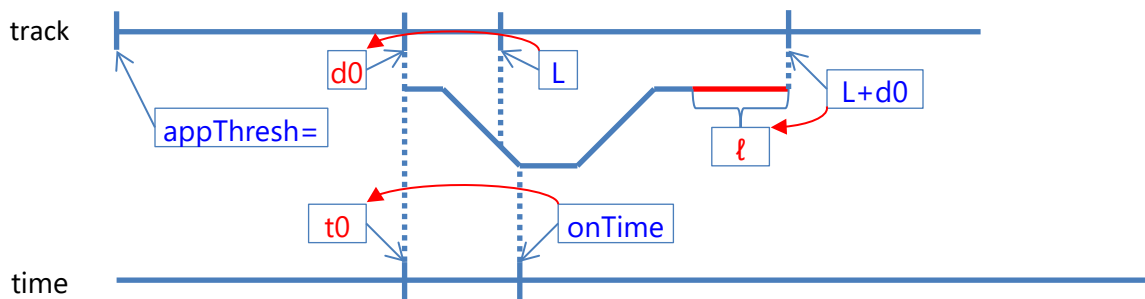 track
d0
L
L+d0
appThresh=
ℓ
t0
onTime
time